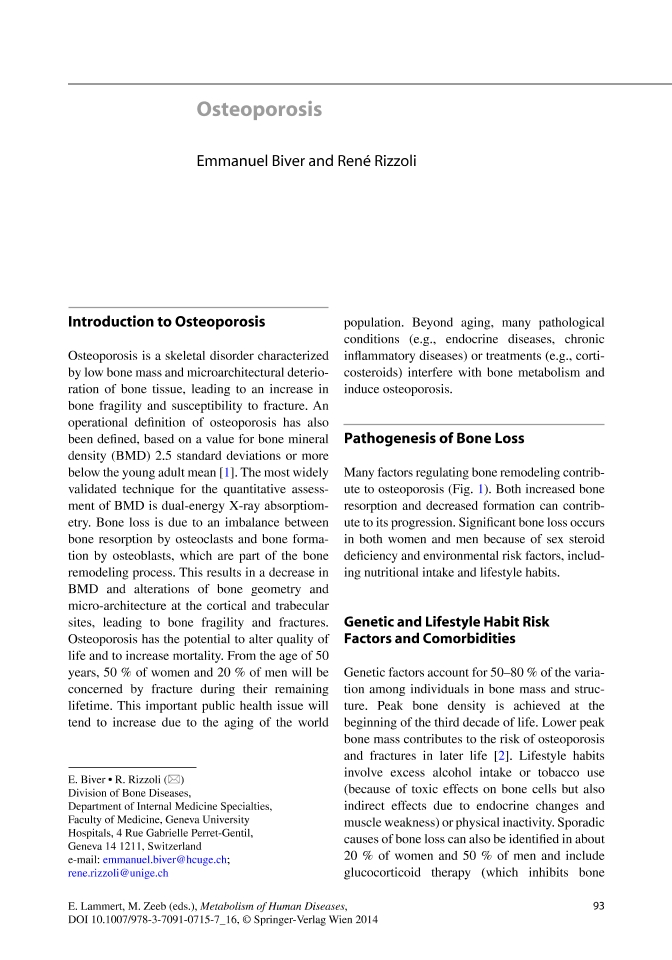 Osteoporosis
Emmanuel Biver and René Rizzoli
Introduction to Osteoporosis
Osteoporosis is a skeletal disorder characterized
by low bone mass and microarchitectural deterio-
ration of bone tissue, leading to an increase in
bone fragility and susceptibility to fracture. An
operational definition of osteoporosis has also
been defined, based on a value for bone mineral
density (BMD) 2.5 standard deviations or more
below the young adult mean [1]. The most widely
validated technique for the quantitative assess-
ment of BMD is dual-energy X-ray absorptiom-
etry. Bone loss is due to an imbalance between
bone resorption by osteoclasts and bone forma-
tion by osteoblasts, which are part of the bone
remodeling process. This results in a decrease in
BMD and alterations of bone geometry and
micro-architecture at the cortical and trabecular
sites, leading to bone fragility and fractures.
Osteoporosis has the potential to alter quality of
life and to increase mortality. From the age of 50
years, 50 % of women and 20 % of men will be
concerned by fracture during their remaining
lifetime. This important public health issue will
tend to increase due to the aging of the world
E. Biver • R. Rizzoli (✉)
Division of Bone Diseases,
Department of Internal Medicine Specialties,
Faculty of Medicine, Geneva University
Hospitals, 4 Rue Gabrielle Perret-Gentil,
Geneva 14 1211, Switzerland
e-mail: emmanuel.biver@hcuge.ch;
rene.rizzoli@unige.ch
population. Beyond aging, many pathological
conditions (e.g., endocrine diseases, chronic
inflammatory diseases) or treatments (e.g., corti-
costeroids) interfere with bone metabolism and
induce osteoporosis.
Pathogenesis of Bone Loss
Many factors regulating bone remodeling contrib-
ute to osteoporosis (Fig. 1). Both increased bone
resorption and decreased formation can contrib-
ute to its progression. Significant bone loss occurs
in both women and men because of sex steroid
deficiency and environmental risk factors, includ-
ing nutritional intake and lifestyle habits.
Genetic and Lifestyle Habit Risk
Factors and Comorbidities
Genetic factors account for 50–80 % of the varia-
tion among individuals in bone mass and struc-
ture. Peak bone density is achieved at the
beginning of the third decade of life. Lower peak
bone mass contributes to the risk of osteoporosis
and fractures in later life [2]. Lifestyle habits
involve excess alcohol intake or tobacco use
(because of toxic effects on bone cells but also
indirect effects due to endocrine changes and
muscle weakness) or physical inactivity. Sporadic
causes of bone loss can also be identified in about
20 % of women and 50 % of men and include
glucocorticoid therapy (which inhibits bone
E. Lammert, M. Zeeb (eds.), Metabolism of Human Diseases,
DOI 10.1007/978-3-7091-0715-7_16, © Springer-Verlag Wien 2014
93